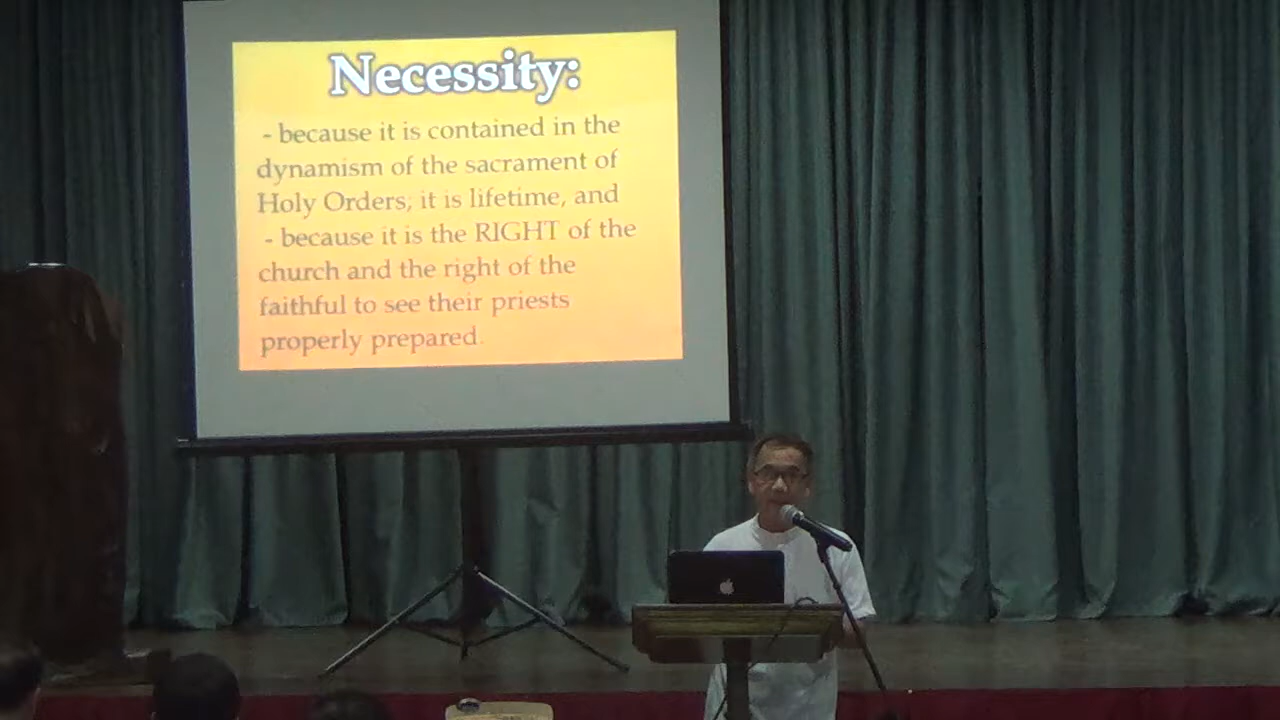 Necessity:
- because it is contained in the
dynamism of the sacrament of
Holy Orders; it is lifetime, and
- because it is the RIGHT of the
church and the right of the
faithful to see their priests
properly prepared.